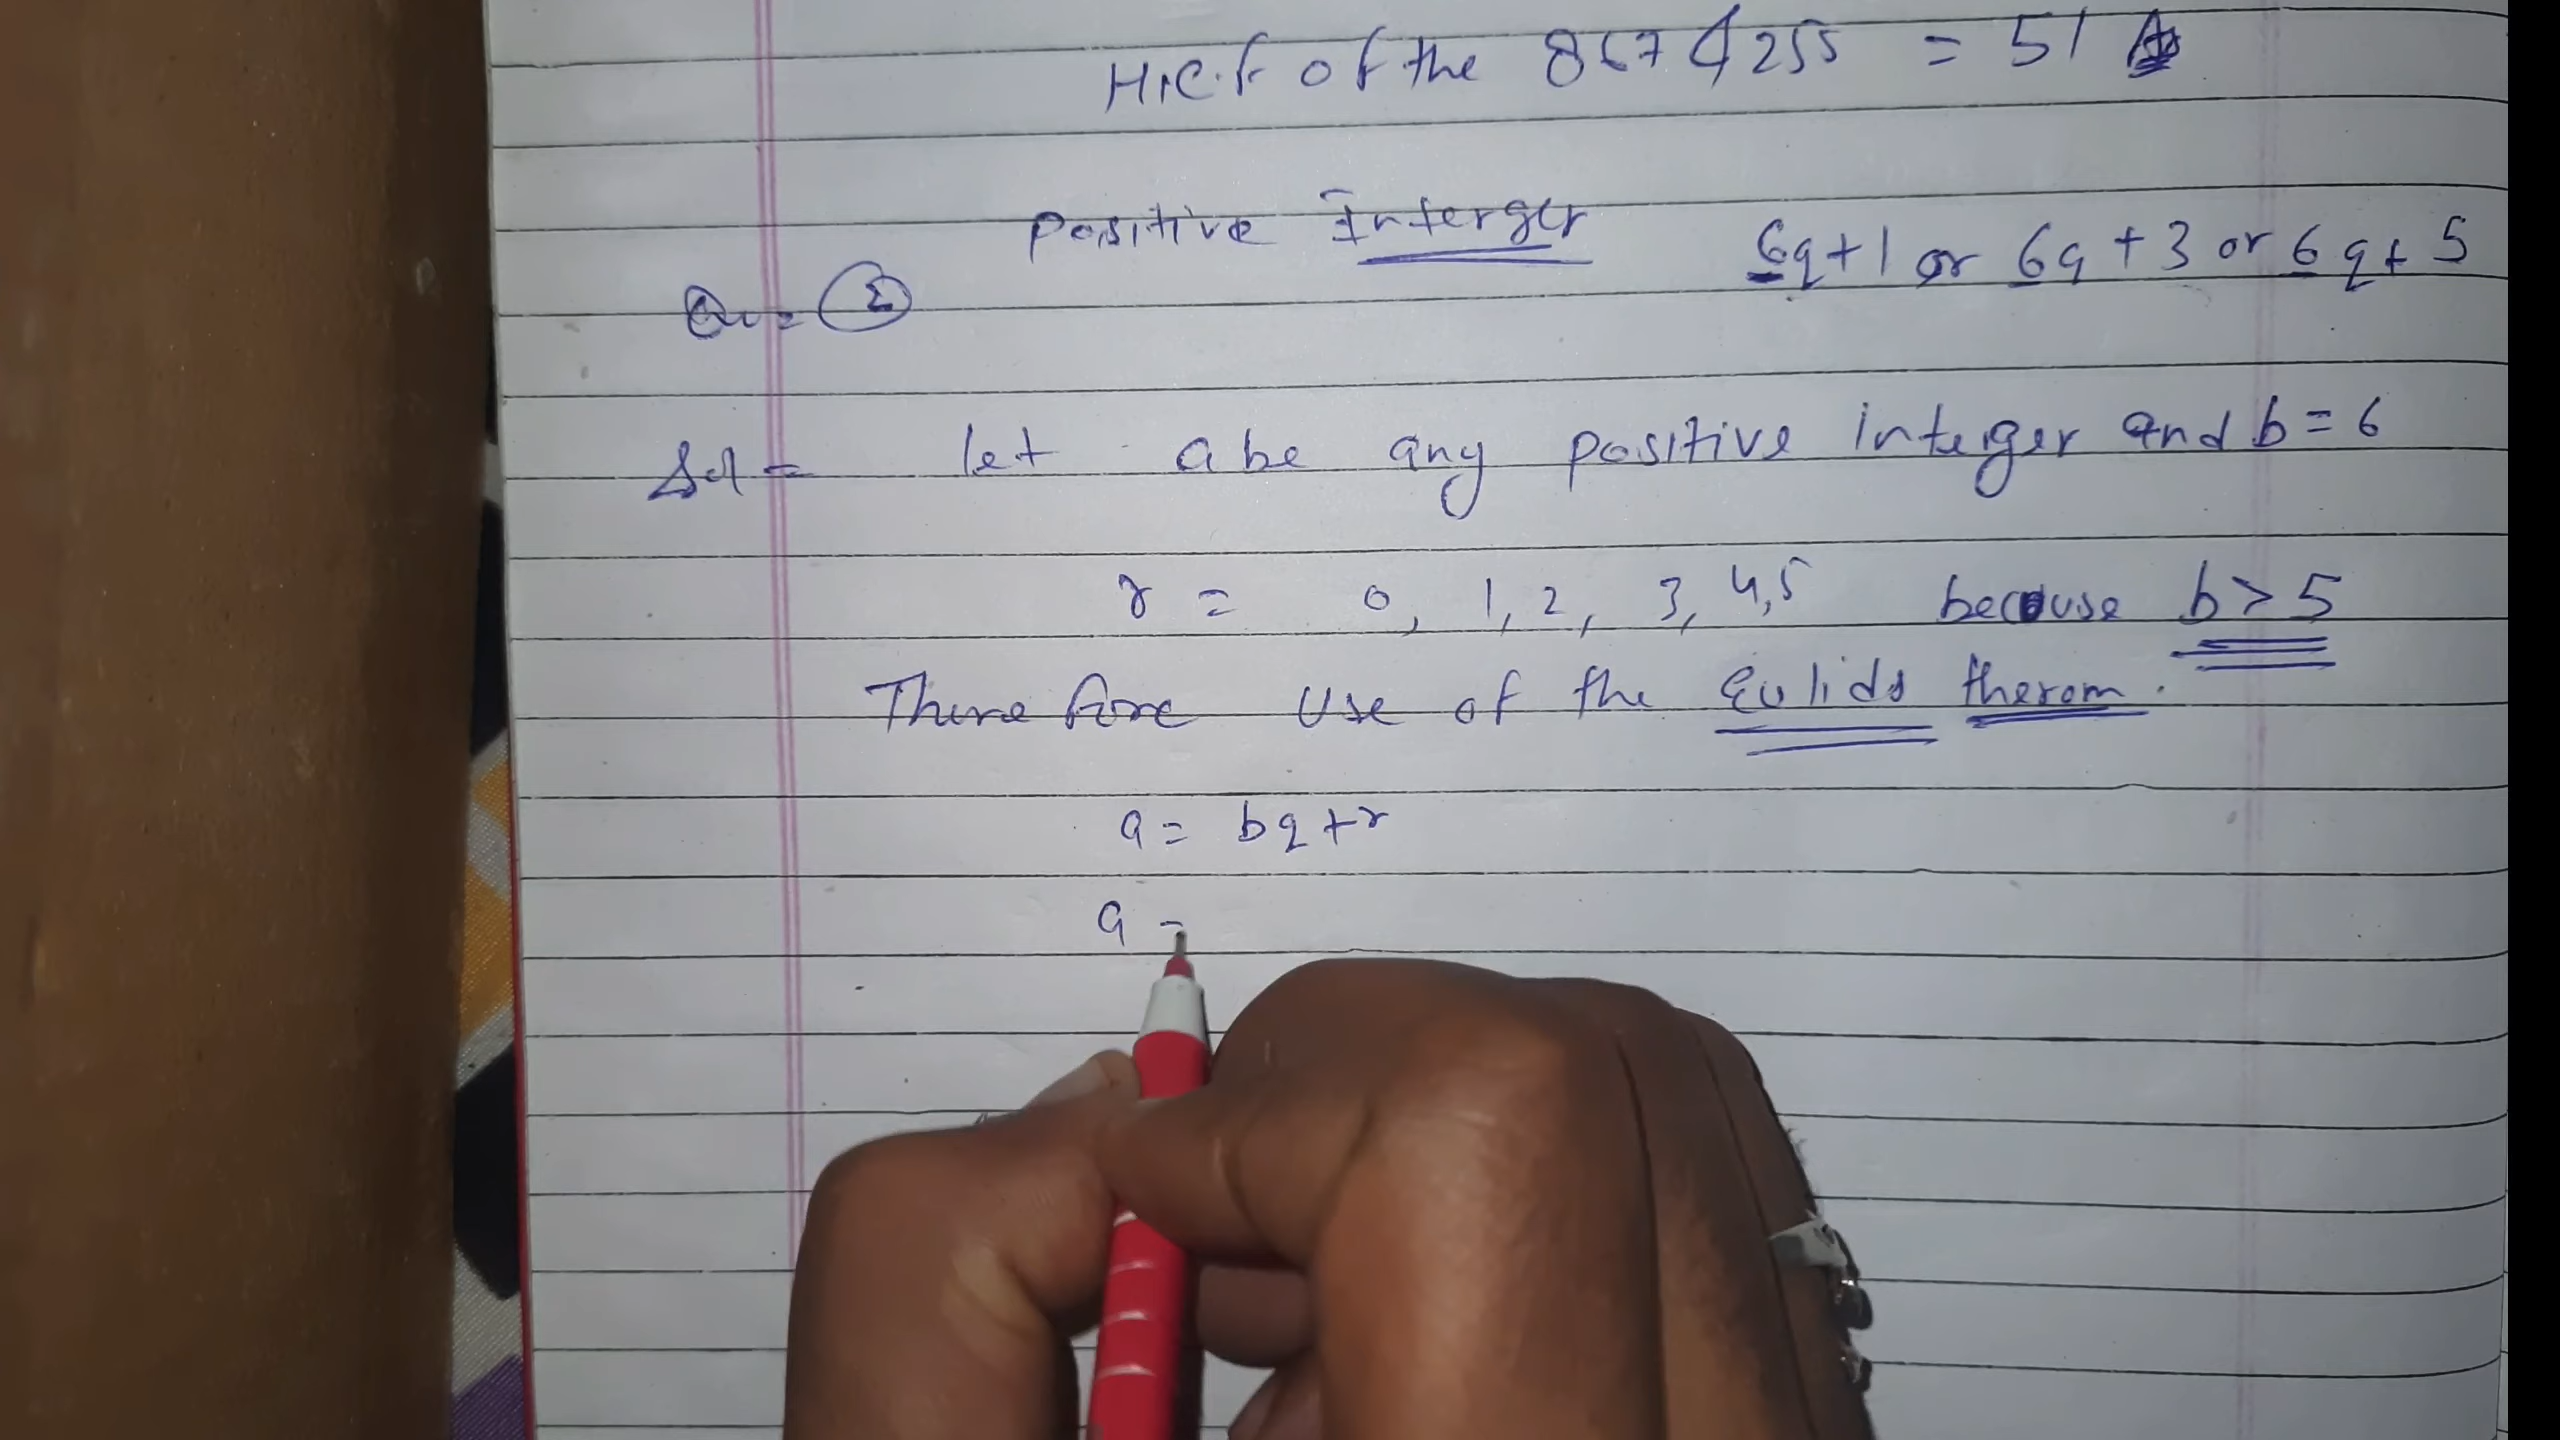 H.C.F of the 867 & 255 = 51
Positive Interger 6q+1 or 6q+3 or 6q+5
Qu= 2
Sol= let a be any positive interger and b=6
r = 0, 1, 2, 3, 4, 5 because b>5
There fore Use of the Eulids therom.
a= bq+r
a =